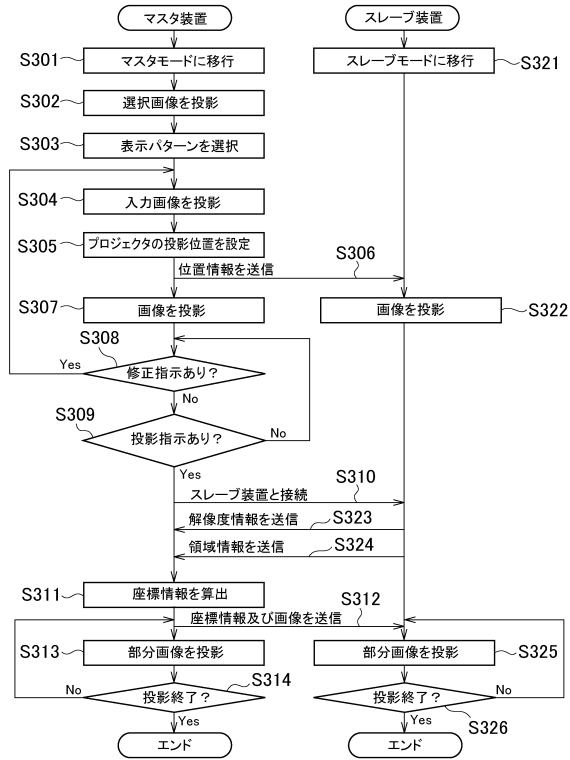 マスタ装置
スレーブ装置
S301
マスタモードに移行
スレーブモードに移行
S321
S302
選択画像を投影
S303
表示パターンを選択
S304
入力画像を投影
S305
プロジェクタの投影位置を設定
S306
位置情報を送信
S307
画像を投影
画像を投影
S322
S308
Yes
修正指示あり？
No
S309
投影指示あり？
No
Yes
S310
スレーブ装置と接続
S323
解像度情報を送信
S324
領域情報を送信
S311
座標情報を算出
S312
座標情報及び画像を送信
S313
部分画像を投影
部分画像を投影
S325
S314
No
投影終了？
Yes
投影終了？
No
Yes
S326
エンド
エンド